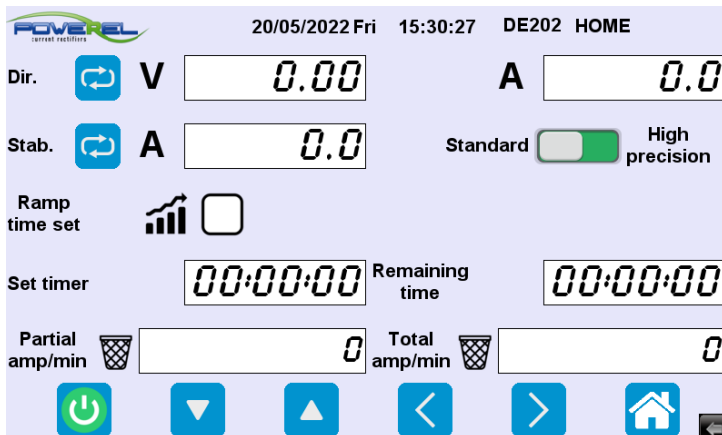 POWEREL 20/05/2022 Fri 15:30:27 DE202 HOME
current rectifiers
Dir. V 0.00 A 0.0
Stab. A 0.0 Standard High
precision
Ramp
time set
Set timer 00:00:00 Remaining
time 00:00:00
Partial
amp/min 0 Total
amp/min 0